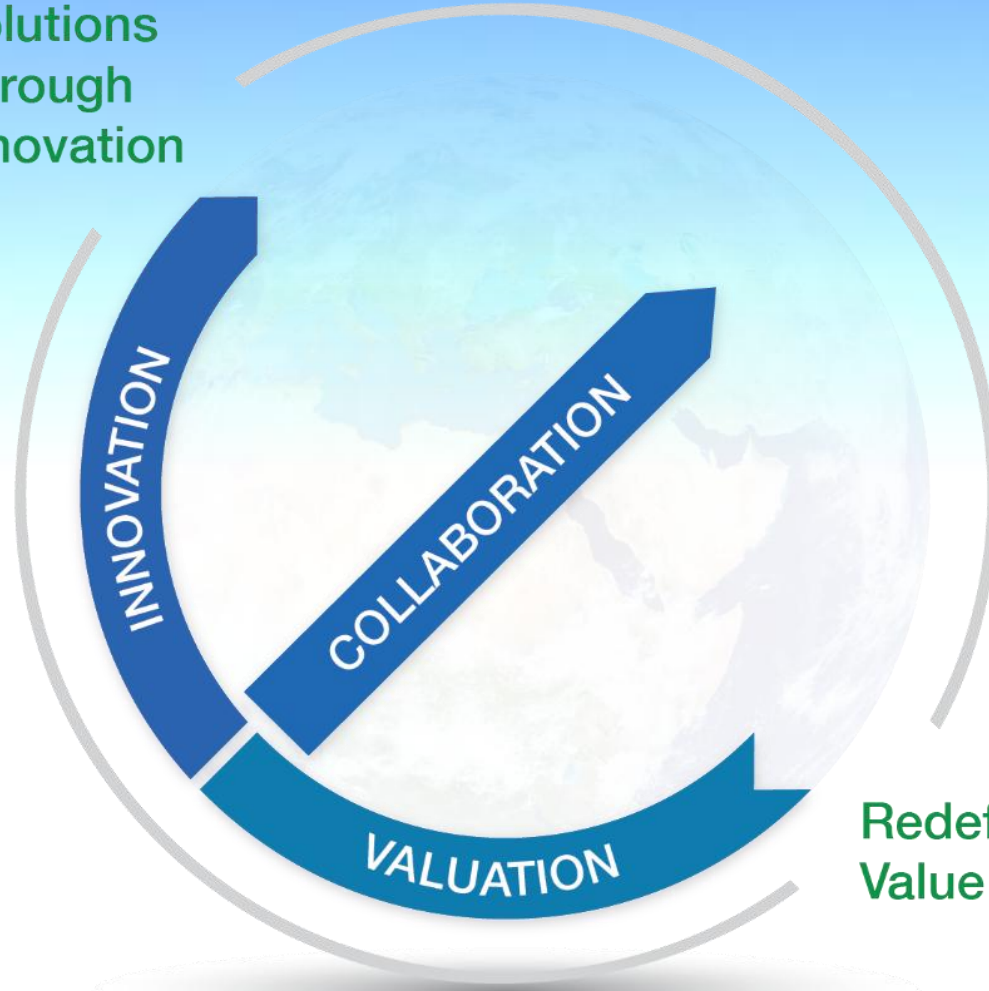 olutions
rough
novation
INNOVATION
COLLABORATION
VALUATION
Redef
Value